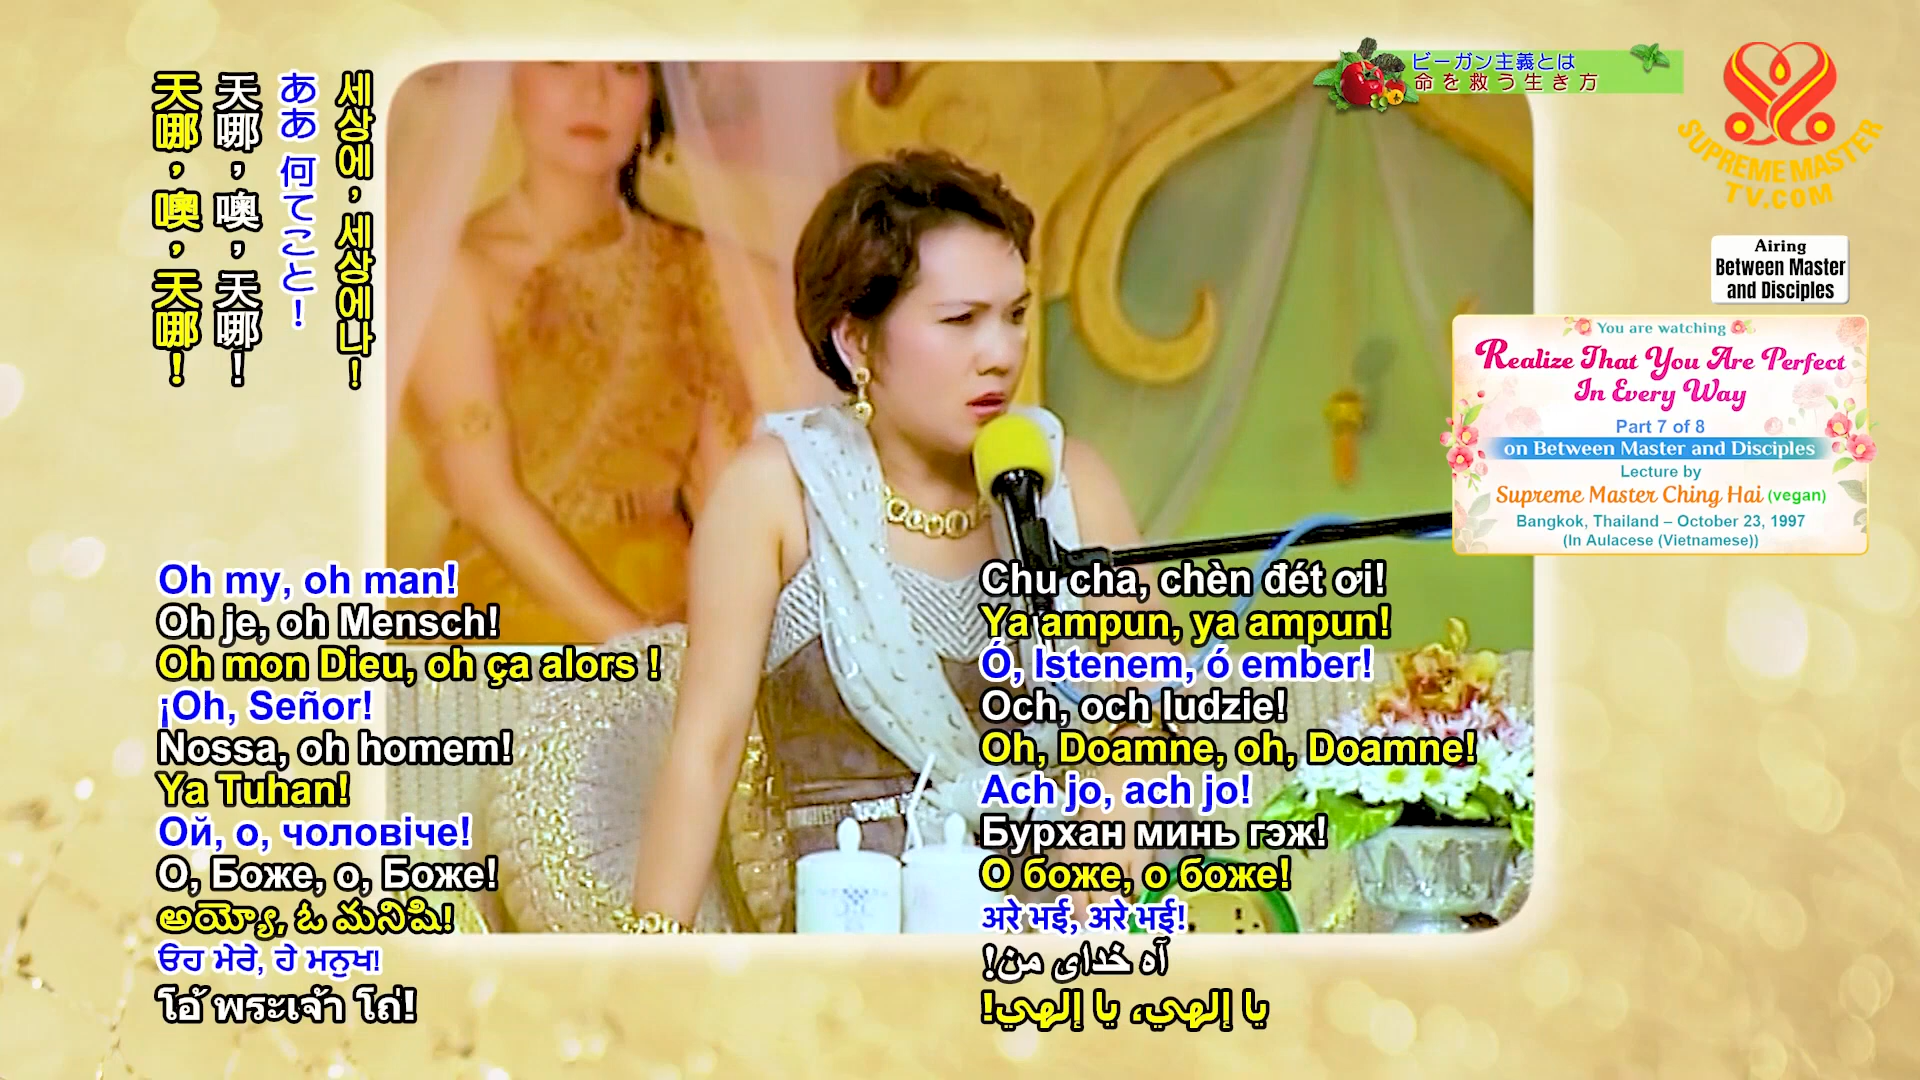 天哪，噢，天哪！
天哪，噢，天哪！
ああ 何てこと！
세상에, 세상에나!
ビーガン主義とは
命を救う生き方
SUPREME MASTER
TV.COM
Airing
Between Master
and Disciples
You are watching
Realize That You Are Perfect
In Every Way
Part 7 of 8
on Between Master and Disciples
Lecture by
Supreme Master Ching Hai (vegan)
Bangkok, Thailand – October 23, 1997
(In Aulacese (Vietnamese))
Oh my, oh man!
Oh je, oh Mensch!
Oh mon Dieu, oh ça alors !
¡Oh, Señor!
Nossa, oh homem!
Ya Tuhan!
Ой, о, чоловіче!
О, Боже, о, Боже!
అయ్యో, ఓ మనిషి!
ਓਹ ਮੇਰੇ, ਹੇ ਮਨੁਖ!
โอ้ พระเจ้า โถ่!
Chu cha, chèn đét ơi!
Ya ampun, ya ampun!
Ó, Istenem, ó ember!
Och, och ludzie!
Oh, Doamne, oh, Doamne!
Ach jo, ach jo!
Бурхан минь гэж!
О боже, о боже!
अरे भई, अरे भई!
آه خدای من!
يا إلهي، يا إلهي!